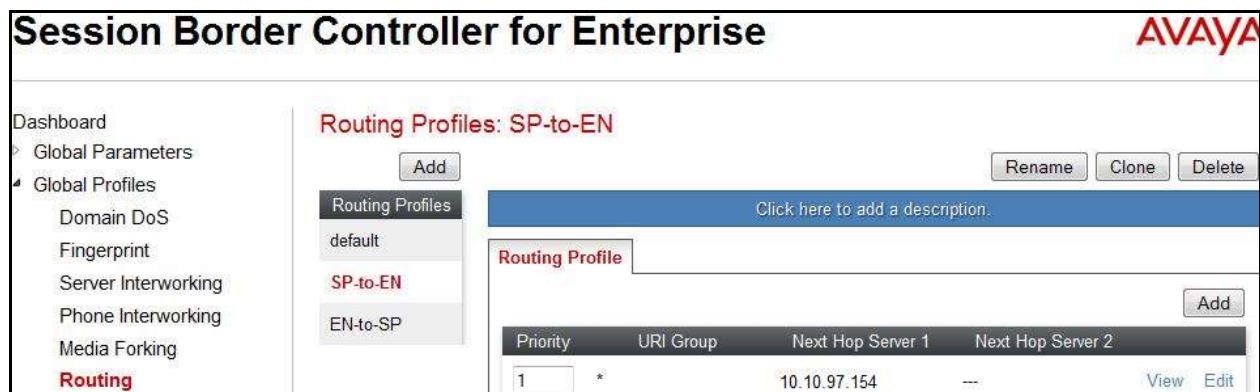 Session Border Controller for Enterprise
AVAYA
Dashboard
Global Parameters
Global Profiles
Domain DoS
Fingerprint
Server Interworking
Phone Interworking
Media Forking
Routing
Routing Profiles: SP-to-EN
Add
Rename Clone Delete
Routing Profiles
default
SP-to-EN
EN-to-SP
Click here to add a description.
Routing Profile
Add
Priority URI Group Next Hop Server 1 Next Hop Server 2
1 * 10.10.97.154 --- View Edit